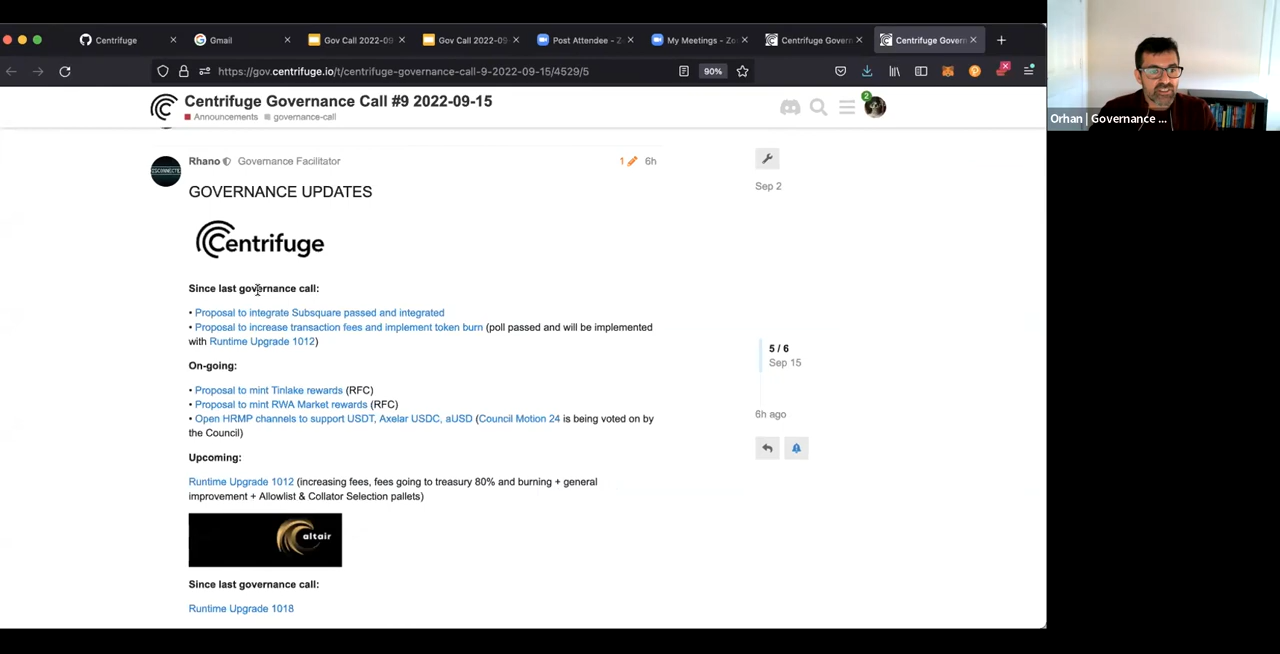 Centrifuge
Gmail
Gov Call 2022-09
Gov Call 2022-09
Post Attendee - Z
My Meetings - Zo
Centrifuge Gover
Centrifuge Gover
https://gov.centrifuge.io/t/centrifuge-governance-call-9-2022-09-15/4529/5
90%
Centrifuge Governance Call #9 2022-09-15
Announcements governance-call
2
Orhan | Governance ...
Rhano Governance Facilitator
1 6h
GOVERNANCE UPDATES
Centrifuge
Since last governance call:
• Proposal to integrate Subsquare passed and integrated
• Proposal to increase transaction fees and implement token burn (poll passed and will be implemented
with Runtime Upgrade 1012)
On-going:
• Proposal to mint Tinlake rewards (RFC)
• Proposal to mint RWA Market rewards (RFC)
• Open HRMP channels to support USDT, Axelar USDC, aUSD (Council Motion 24 is being voted on by
the Council)
Upcoming:
Runtime Upgrade 1012 (increasing fees, fees going to treasury 80% and burning + general
improvement + Allowlist & Collator Selection pallets)
altair
Since last governance call:
Runtime Upgrade 1018
Sep 2
5 / 6
Sep 15
6h ago